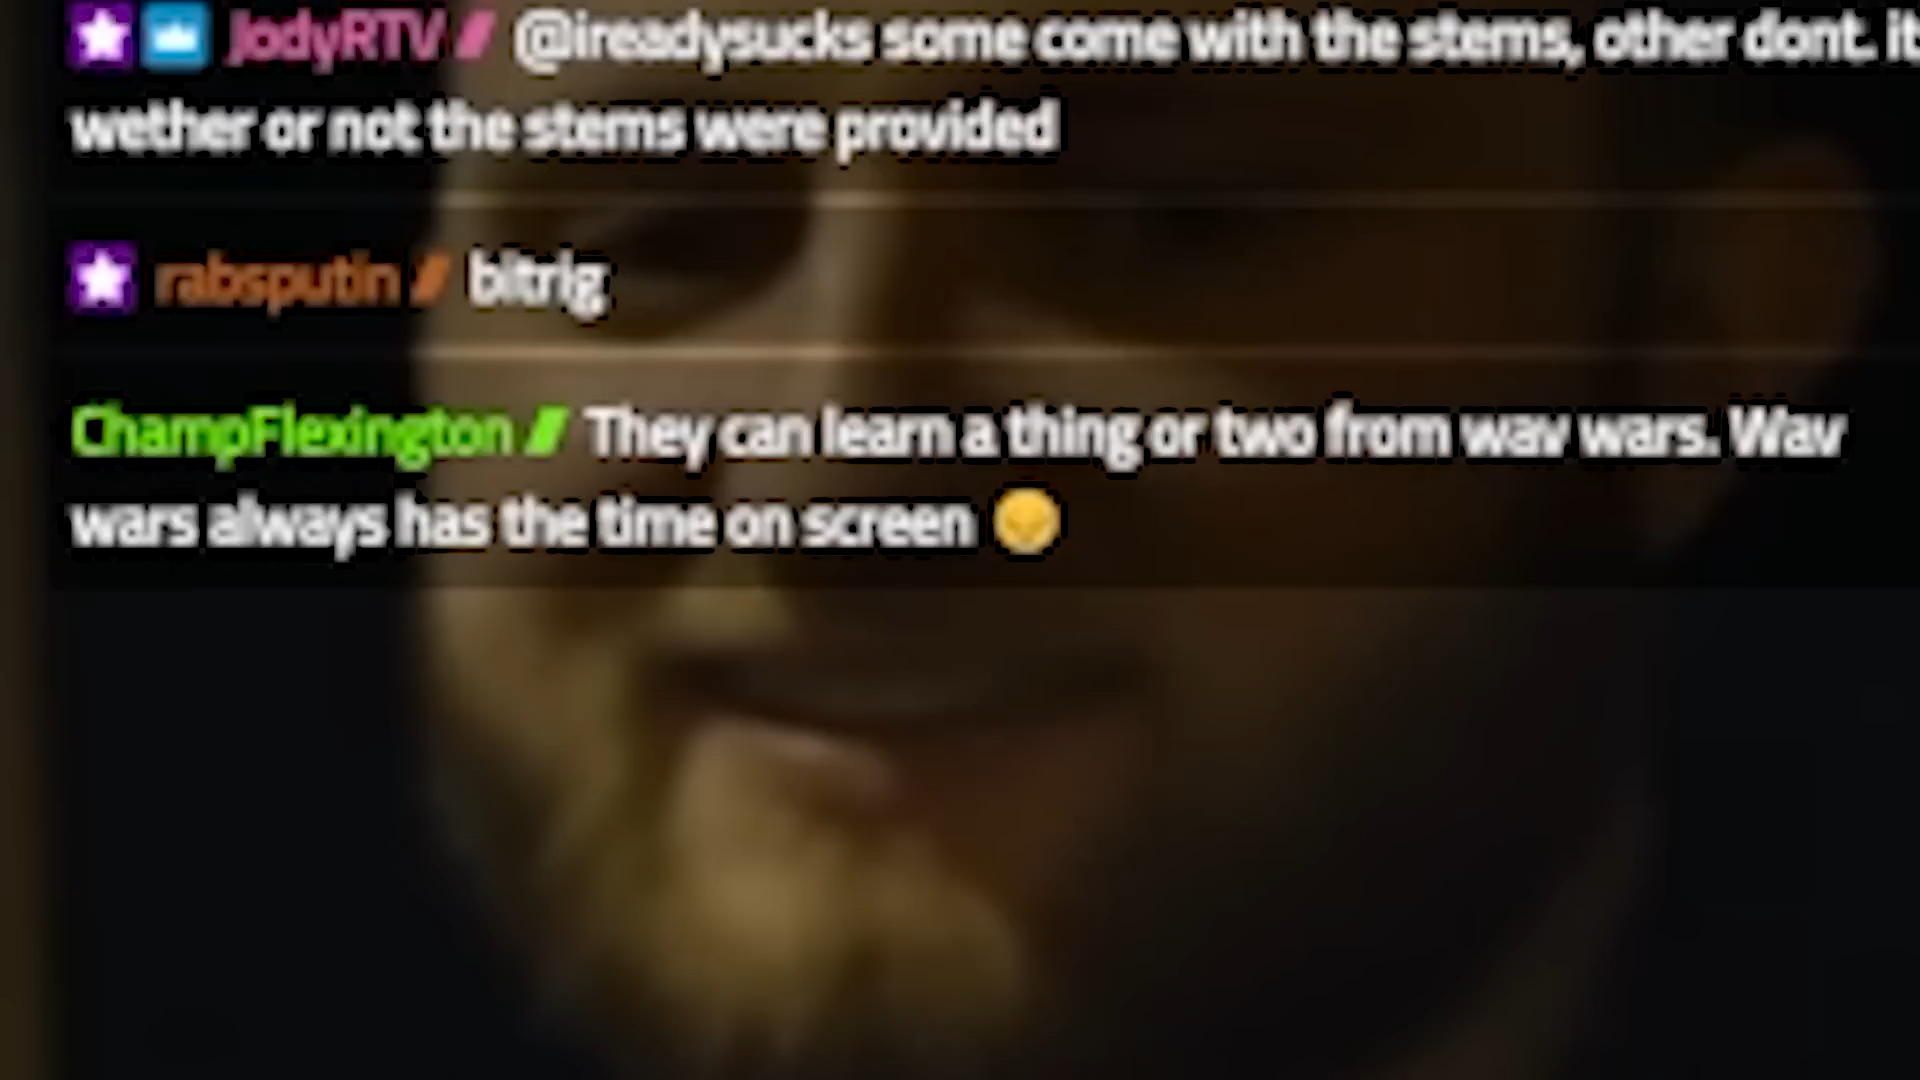 JodyRTV // @ireadysucks some come with the stems, other dont. it
wether or not the stems were provided
rabsputin // bitrig
ChampFlexington // They can learn a thing or two from wav wars. Wav
wars always has the time on screen 😔